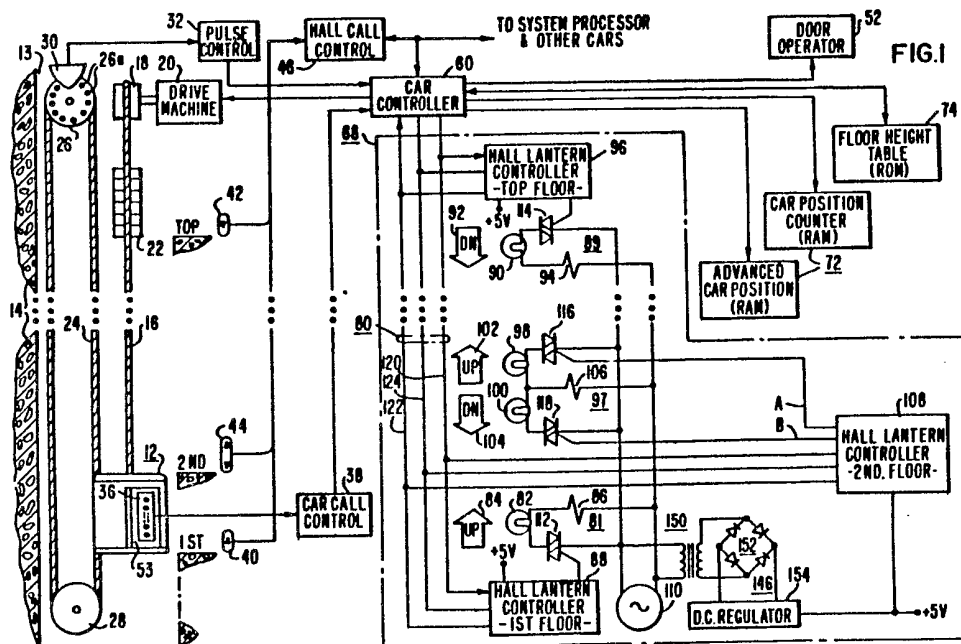 FIG.1
TO SYSTEM PROCESSOR
& OTHER CARS
DOOR
OPERATOR
52
32
PULSE
CONTROL
HALL CALL
CONTROL
46
13
30
26a
18
20
DRIVE
MACHINE
60
CAR
CONTROLLER
74
FLOOR HEIGHT
TABLE
(ROM)
26
68
HALL LANTERN
CONTROLLER
-TOP FLOOR-
96
42
+5V
114
CAR POSITION
COUNTER
(RAM)
22
TOP
92
DN
90
89
94
ADVANCED
CAR POSITION
(RAM)
72
14
24
16
80
102
98
116
120
UP
106
124
100
97
122
DN
118
104
A
B
108
HALL LANTERN
CONTROLLER
-2ND. FLOOR-
44
12
2ND
36
CAR CALL
CONTROL
38
84
82
86
UP
112
81
150
152
1ST
53
40
+5V
88
146
154
HALL LANTERN
CONTROLLER
-1ST FLOOR-
28
110
D.C. REGULATOR
+5V